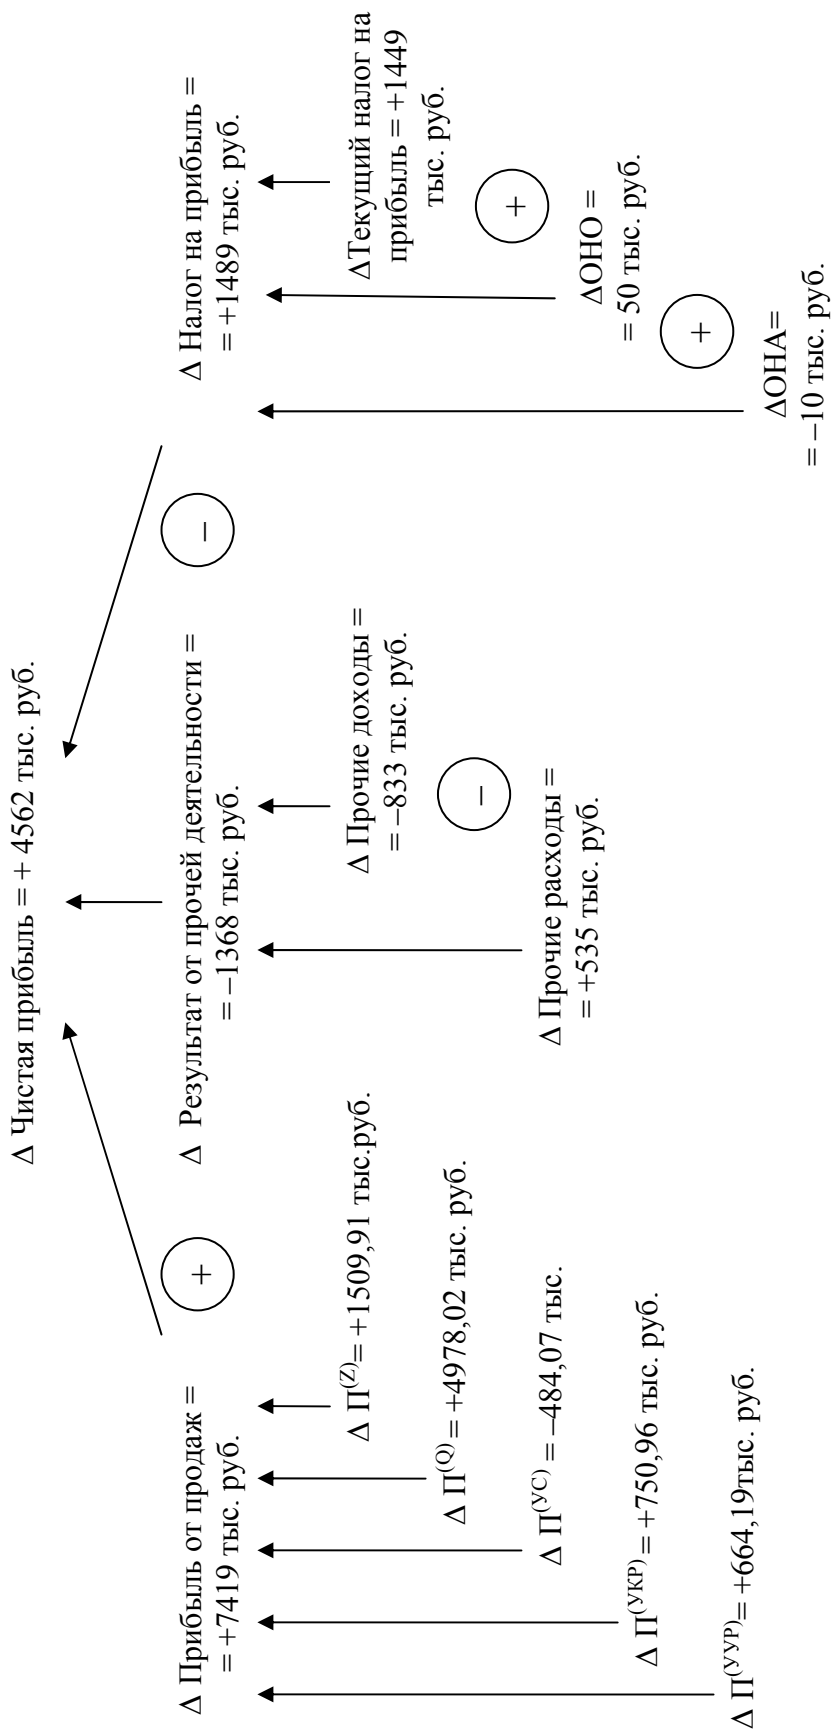 Δ Чистая прибыль = + 4562 тыс. руб.
Δ Прибыль от продаж =
= +7419 тыс. руб.
+
Δ Результат от прочей деятельности =
= −1368 тыс. руб.
−
Δ Налог на прибыль =
= +1489 тыс. руб.
Δ П(Z)= +1509,91 тыс.руб.
Δ П(Q) = +4978,02 тыс. руб.
Δ П(УС) = −484,07 тыс.
Δ П(УКР) = +750,96 тыс. руб.
Δ П(УУР)= +664,19тыс. руб.
Δ Прочие доходы =
= −833 тыс. руб.
−
Δ Прочие расходы =
= +535 тыс. руб.
ΔТекущий налог на
прибыль = +1449
тыс. руб.
+
ΔОНО =
= 50 тыс. руб.
+
ΔОНА=
= −10 тыс. руб.